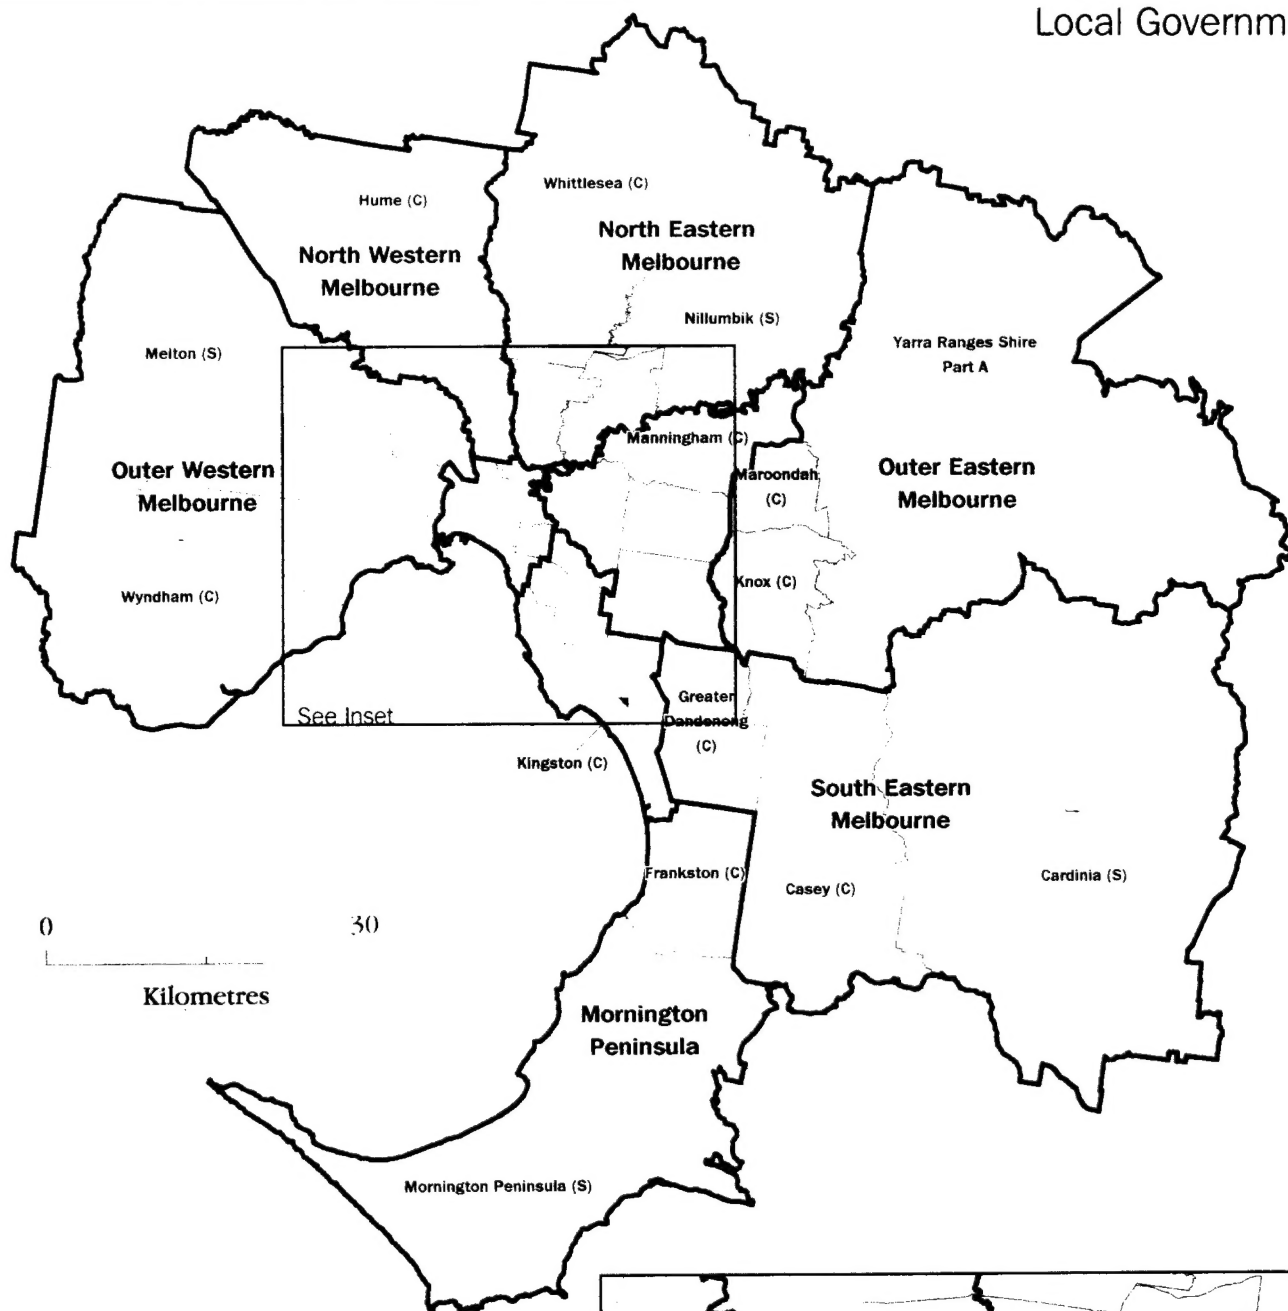 Local Governm
Whittlesea (C)
Hume (C)
North Eastern
Melbourne
North Western
Melbourne
Nillumbik (S)
Yarra Ranges Shire
Part A
Melton (S)
Manningham (C)
Maroondah
(C)
Outer Eastern
Melbourne
Outer Western
Melbourne
Knox (C)
Wyndham (C)
See Inset
Greater
Dandenong
(C)
Kingston (C)
South Eastern
Melbourne
Frankston (C)
Casey (C)
Cardinia (S)
0 30
Kilometres
Mornington
Peninsula
Mornington Peninsula (S)